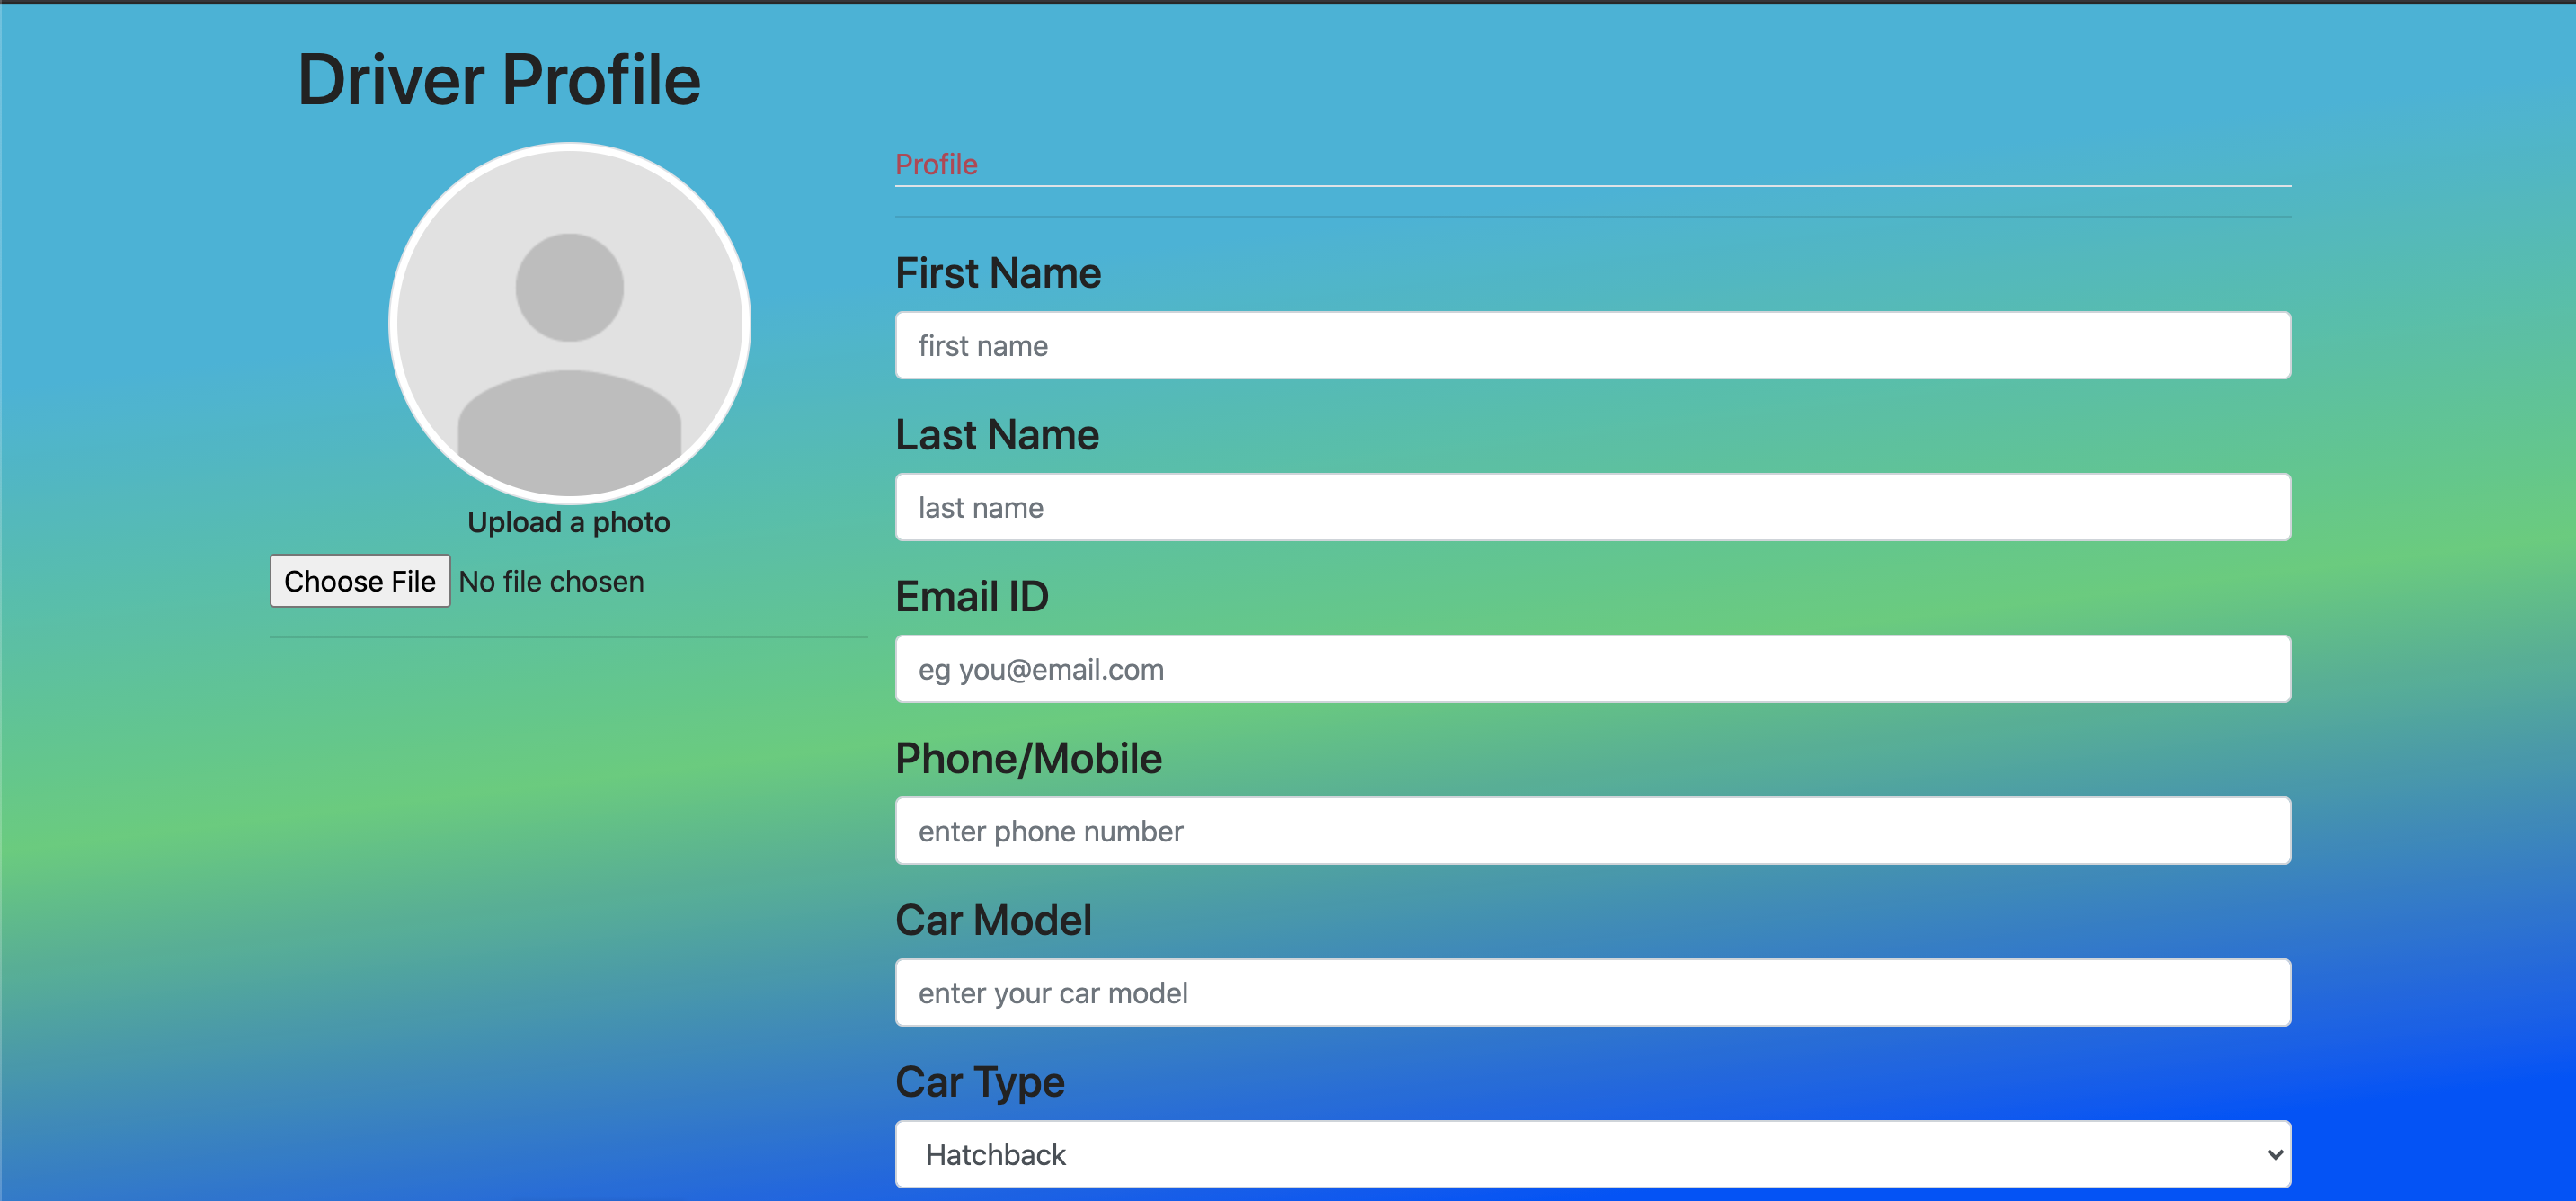 Driver Profile
Upload a photo
Choose File No file chosen
Profile
First Name
first name
Last Name
last name
Email ID
eg you@email.com
Phone/Mobile
enter phone number
Car Model
enter your car model
Car Type
Hatchback